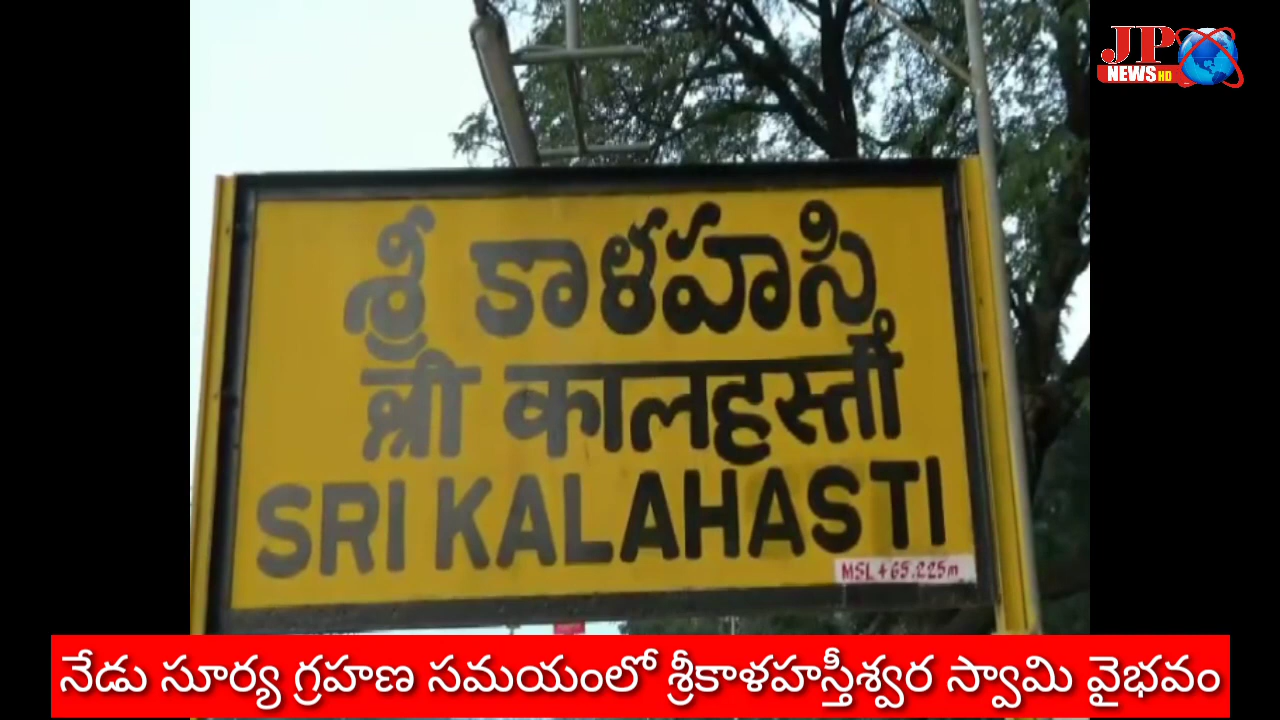 JP
NEWS HD
శ్రీ కాళహస్తి
श्री कालहस्ती
SRI KALAHASTI
MSL + 65.225m
నేడు సూర్య గ్రహణ సమయంలో శ్రీకాళహస్తీశ్వర స్వామి వైభవం